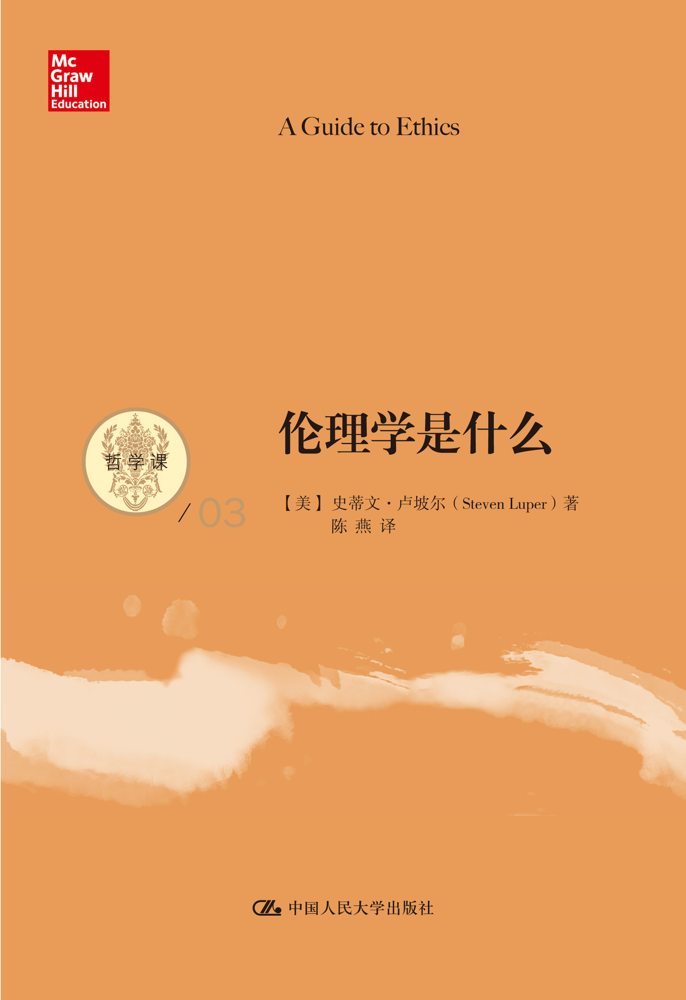 Mc
Graw
Hill
Education
A Guide to Ethics
伦理学是什么
哲学课
/ 03
【美】史蒂文·卢坡尔（Steven Luper）著
陈 燕 译
中国人民大学出版社